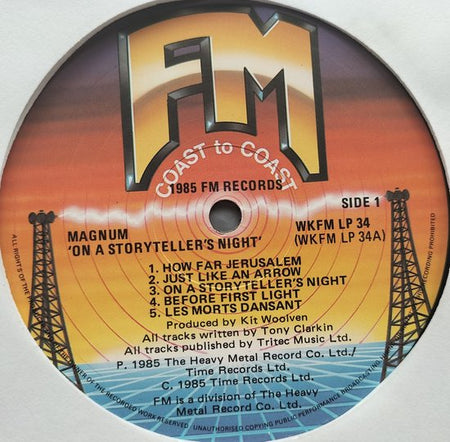 FM
COAST to COAST
1985 FM RECORDS
SIDE 1
MAGNUM
'ON A STORYTELLER'S NIGHT'
WKFM LP 34
(WKFM LP 34A)
1. HOW FAR JERUSALEM
2. JUST LIKE AN ARROW
3. ON A STORYTELLER'S NIGHT
4. BEFORE FIRST LIGHT
5. LES MORTS DANSANT
Produced by Kit Woolven
All tracks written by Tony Clarkin
All tracks published by Tritec Music Ltd.
P. 1985 The Heavy Metal Record Co. Ltd./
Time Records Ltd.
C. 1985 Time Records Ltd.
FM is a division of The Heavy
Metal Record Co. Ltd.
ALL RIGHTS OF THE
OF THE RECORDED WORK RESERVED
UNAUTHORISED COPYING PUBLIC PERFORMANCE BROADCASTING
RECORDING PROHIBITED